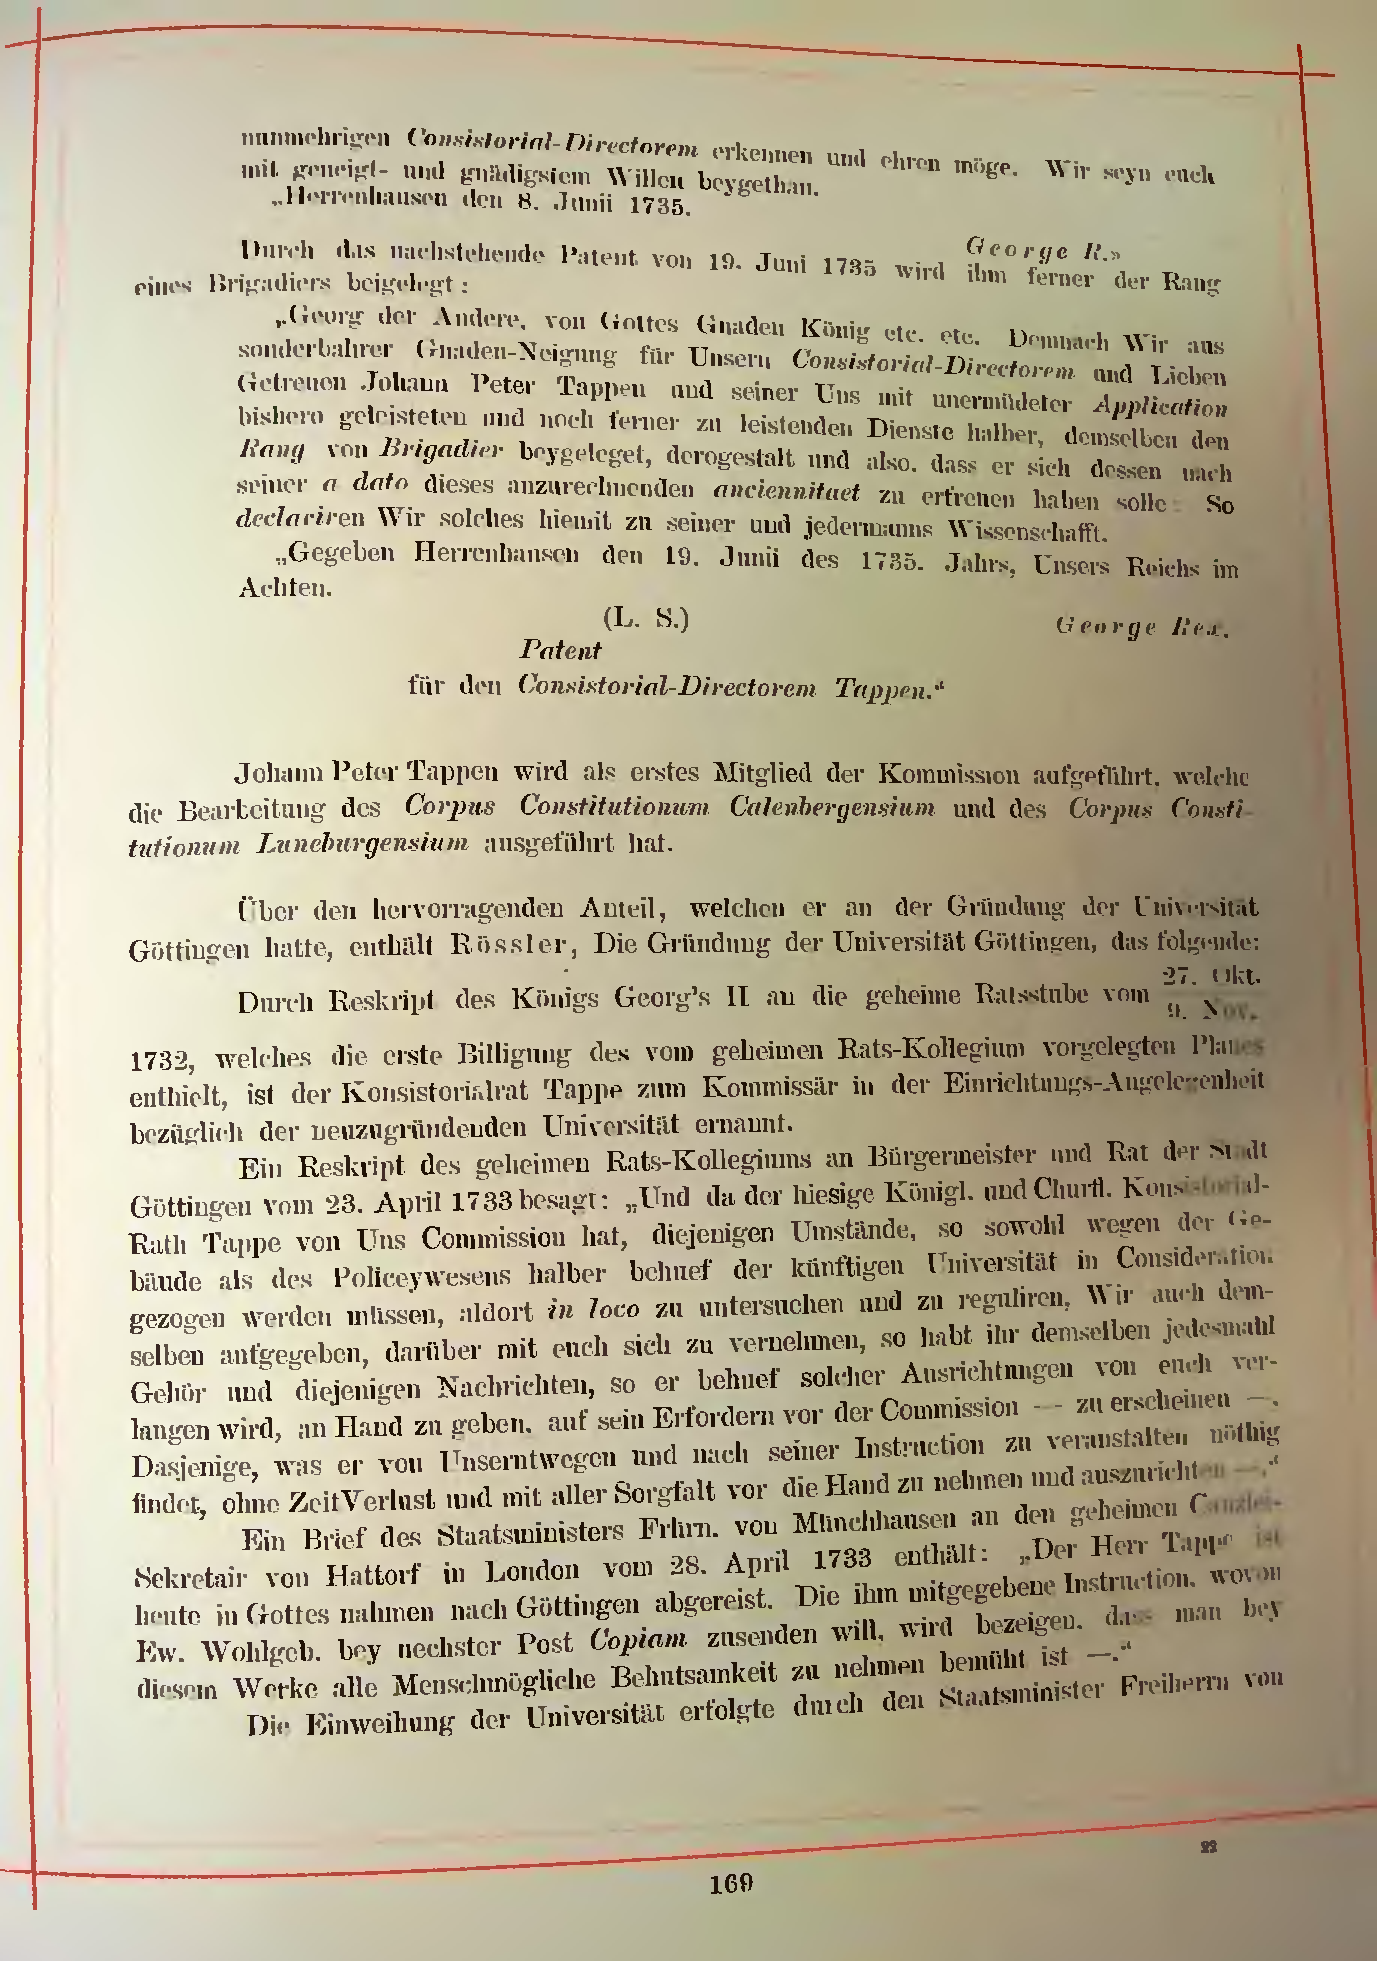 nunmehrigen Consistorial-Directorem erkennen und ehren möge. Wir seyn euch
mit geneigt- und gnädigstem Willen beygethan.
„Herrenhausen den 8. Junii 1735.
George R.»
Durch das nachstehende Patent von 19. Juni 1735 wird ihm ferner der Rang
eines Brigadiers beigelegt:
„Georg der Andere, von Gottes Gnaden König etc. etc. Demnach Wir aus
sonderbahrer Gnaden-Neigung für Unsern Consistorial-Directorem und Lieben
Getreuen Johann Peter Tappen und seiner Uns mit unermüdeter Application
bishero geleisteten und noch ferner zu leistenden Dienste halber, demselben den
Rang von Brigadier beygeleget, derogestalt und also, dass er sich dessen nach
seiner a dato dieses anzurechnenden anciennitaet zu erfreuen haben solle So
declariren Wir solches hiemit zu seiner und jedermanns Wissenschafft.
„Gegeben Herrenhausen den 19. Junii des 1735. Jahrs, Unsers Reichs im
Achten.
(L. S.)
George Rex.
Patent
für den Consistorial-Directorem Tappen.“
Johann Peter Tappen wird als erstes Mitglied der Kommission aufgeführt, welche
die Bearbeitung des Corpus Constitutionum Calenbergensium und des Corpus Consti-
tutionum Luneburgensium ausgeführt hat.
Über den hervorragenden Anteil, welchen er an der Gründung der Universität
Göttingen hatte, enthält Rössler, Die Gründung der Universität Göttingen, das folgende:
27. Okt.
Durch Reskript des Königs Georg's II an die geheime Ratsstube vom
9. Nov.
1732, welches die erste Billigung des vom geheimen Rats-Kollegium vorgelegten Planes
enthielt, ist der Konsistorialrat Tappe zum Kommissär in der Einrichtungs-Angelegenheit
bezüglich der neuzugründenden Universität ernannt.
Ein Reskript des geheimen Rats-Kollegiums an Bürgermeister und Rat der Stadt
Göttingen vom 23. April 1733 besagt: „Und da der hiesige Königl. und Churfl. Konsistorial-
Rath Tappe von Uns Commission hat, diejenigen Umstände, so sowohl wegen der Ge-
bäude als des Policeywesens halber behuef der künftigen Universität in Consideration
gezogen werden müssen, aldort in loco zu untersuchen und zu reguliren, Wir auch dem-
selben aufgegeben, darüber mit euch sich zu vernehmen, so habt ihr demselben jedesmahl
Gehör und diejenigen Nachrichten, so er behuef solcher Ausrichtungen von euch ver-
langen wird, an Hand zu geben, auf sein Erfordern vor der Commission — zu erscheinen —,
Dasjenige, was er von Unserntwegen und nach seiner Instruction zu veranstalten nöthig
findet, ohne ZeitVerlust und mit aller Sorgfalt vor die Hand zu nehmen und auszurichten —.“
Ein Brief des Staatsministers Frhrn. von Münchhausen an den geheimen Canzlei-
Sekretair von Hattorf in London vom 28. April 1733 enthält: „Der Herr Tappe ist
heute in Gottes nahmen nach Göttingen abgereist. Die ihm mitgegebene Instruction, wovon
Ew. Wohlgeb. bey nechster Post Copiam zusenden will, wird bezeigen, dass man bey
diesem Werke alle Menschmögliche Behutsamkeit zu nehmen bemüht ist —.“
Die Einweihung der Universität erfolgte durch den Staatsminister Freiherrn von
22
169